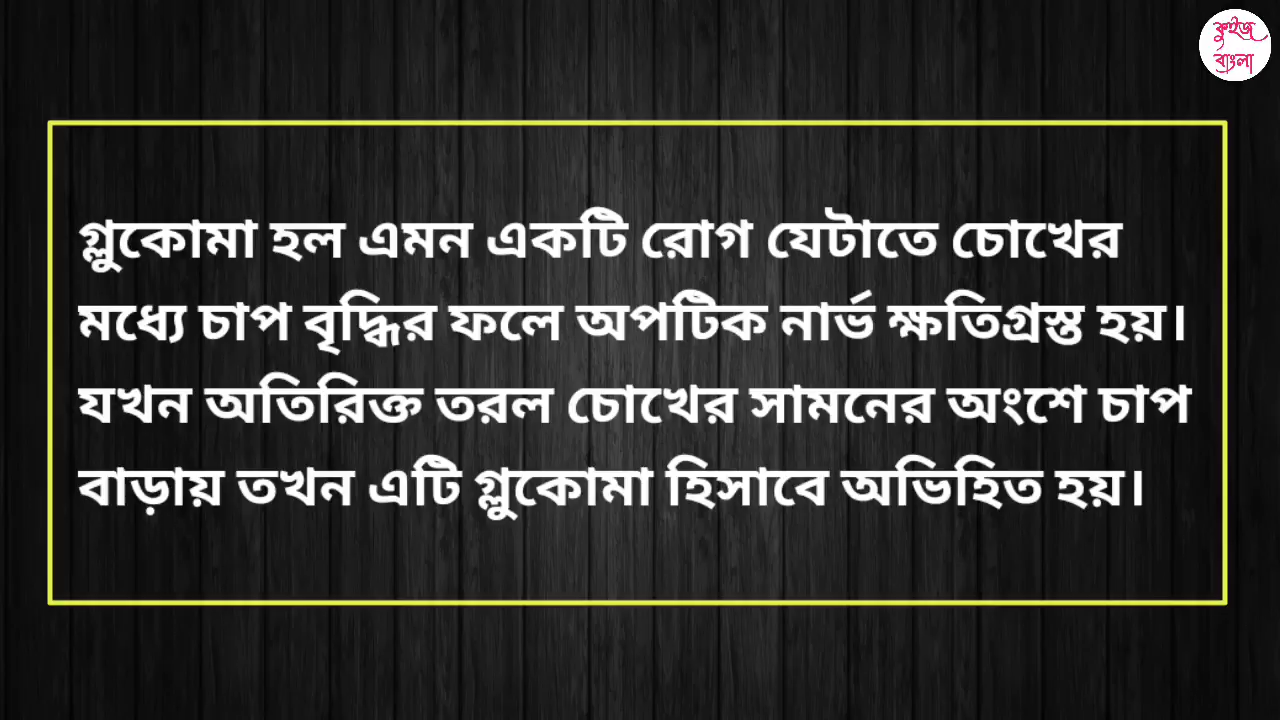 কুইজ
বাংলা
গ্লুকোমা হল এমন একটি রোগ যেটাতে চোখের
মধ্যে চাপ বৃদ্ধির ফলে অপটিক নার্ভ ক্ষতিগ্রস্ত হয়।
যখন অতিরিক্ত তরল চোখের সামনের অংশে চাপ
বাড়ায় তখন এটি গ্লুকোমা হিসাবে অভিহিত হয়।